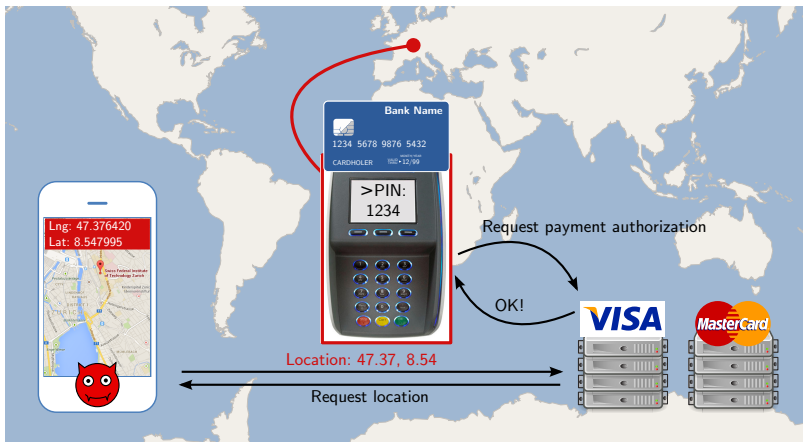 Bank Name
1234 5678 9876 5432
CARDHOLER
12/99
>PIN:
1234
Lng: 47.376420
Lat: 8.547995
Swiss Federal Institute
of Technology Zurich
Request payment authorization
OK!
VISA
MasterCard
Location: 47.37, 8.54
Request location